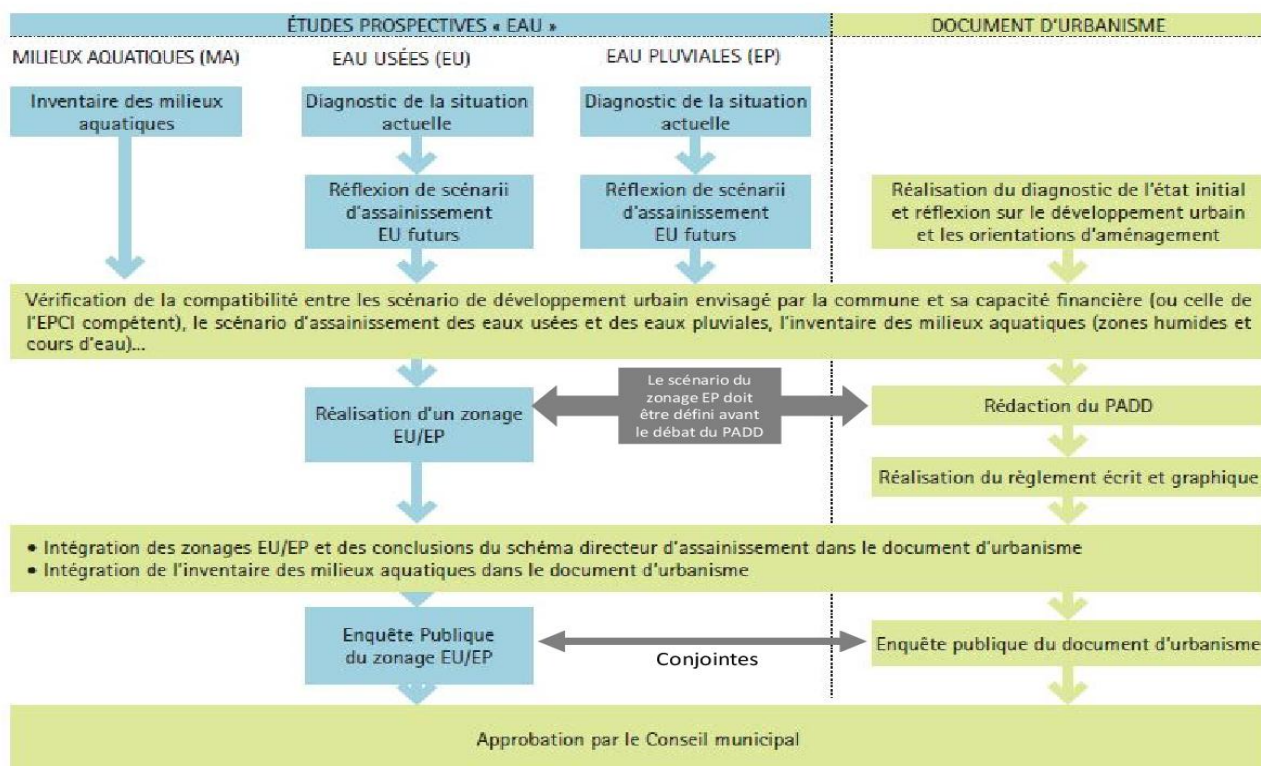 ÉTUDES PROSPECTIVES « EAU »
DOCUMENT D'URBANISME
MILIEUX AQUATIQUES (MA)
EAU USÉES (EU)
EAU PLUVIALES (EP)
Inventaire des milieux
aquatiques
Diagnostic de la situation
actuelle
Diagnostic de la situation
actuelle
Réflexion de scénarii
d'assainissement
EU futurs
Réflexion de scénarii
d'assainissement
EU futurs
Réalisation du diagnostic de l'état initial
et réflexion sur le développement urbain
et les orientations d'aménagement
Vérification de la compatibilité entre les scénario de développement urbain envisagé par la commune et sa capacité financière (ou celle de
l'EPCI compétent), le scénario d'assainissement des eaux usées et des eaux pluviales, l'inventaire des milieux aquatiques (zones humides et
cours d'eau)...
Réalisation d'un zonage
EU/EP
Le scénario du
zonage EP doit
être défini avant
le débat du PADD
Rédaction du PADD
Réalisation du règlement écrit et graphique
• Intégration des zonages EU/EP et des conclusions du schéma directeur d'assainissement dans le document d'urbanisme
• Intégration de l'inventaire des milieux aquatiques dans le document d'urbanisme
Enquête Publique
du zonage EU/EP
Conjointes
Enquête publique du document d'urbanisme
Approbation par le Conseil municipal